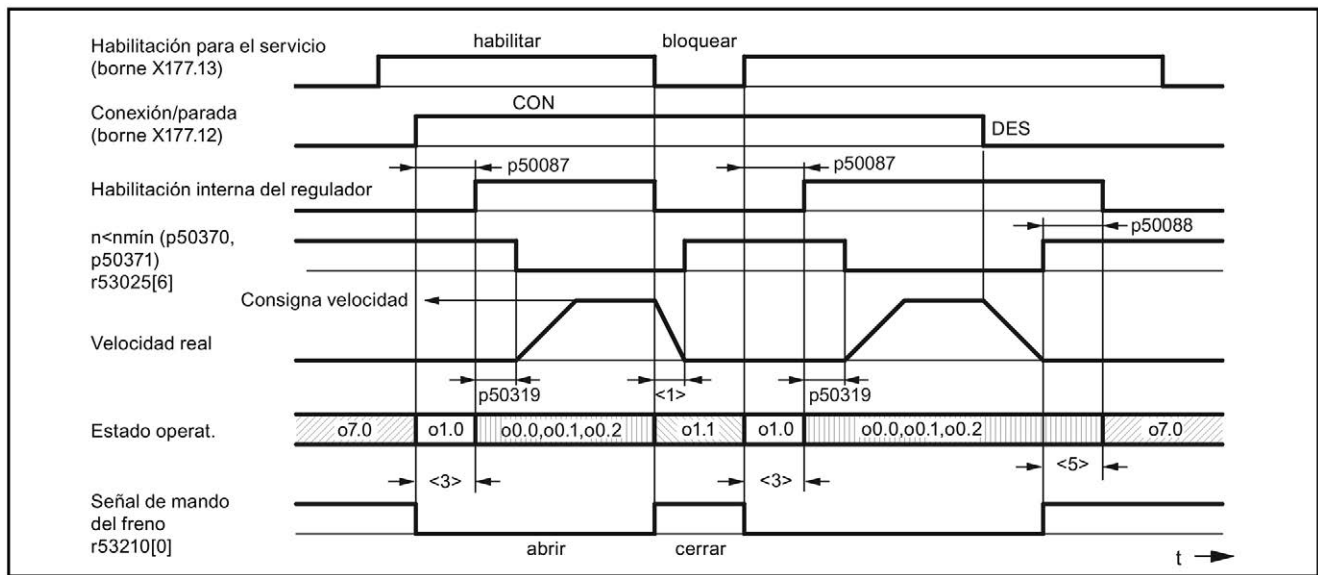 habilitar bloquear
Habilitación para el servicio
(borne X177.13)
CON
Conexión/parada
(borne X177.12)
DES
p50087 p50087
Habilitación interna del regulador
p50088
n<nmín (p50370,
p50371)
r53025[6]
Consigna velocidad
Velocidad real
p50319 <1> p50319
Estado operat. o7.0 o1.0 o0.0,o0.1,o0.2 o1.1 o1.0 o0.0,o0.1,o0.2 o7.0
<3> <3> <5>
Señal de mando
del freno
r53210[0]
abrir cerrar
t